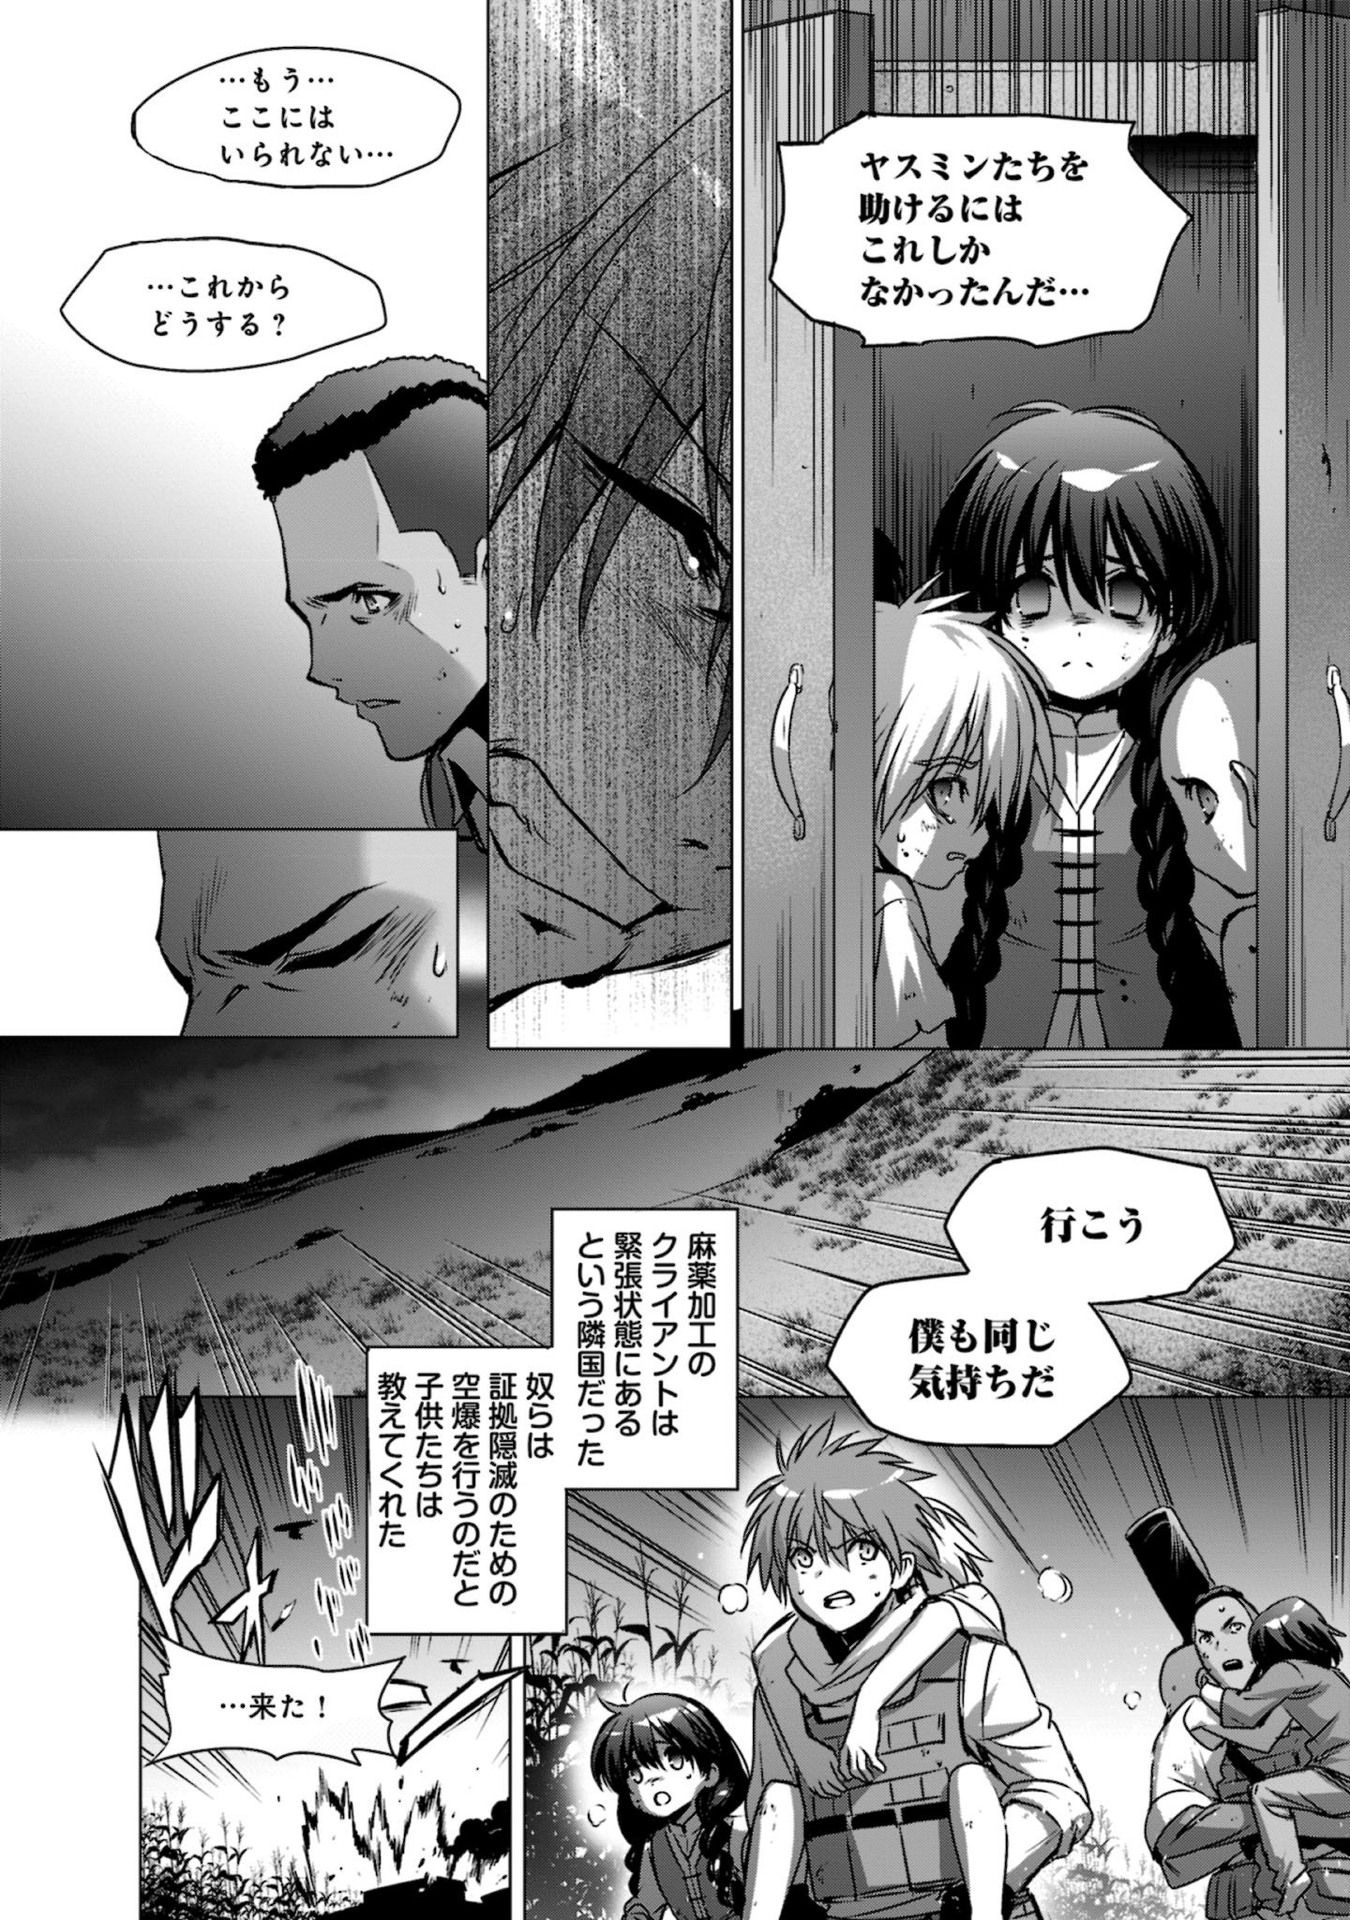 ヤスミンたちを
助けるには
これしか
なかったんだ…
…もう…
ここには
いられない…
…これから
どうする？
行こう
僕も同じ
気持ちだ
麻薬加工の
クライアントは
緊張状態にある
という隣国だった
奴らは
証拠隠滅のための
空爆を行うのだと
子供たちは
教えてくれた
…来た！